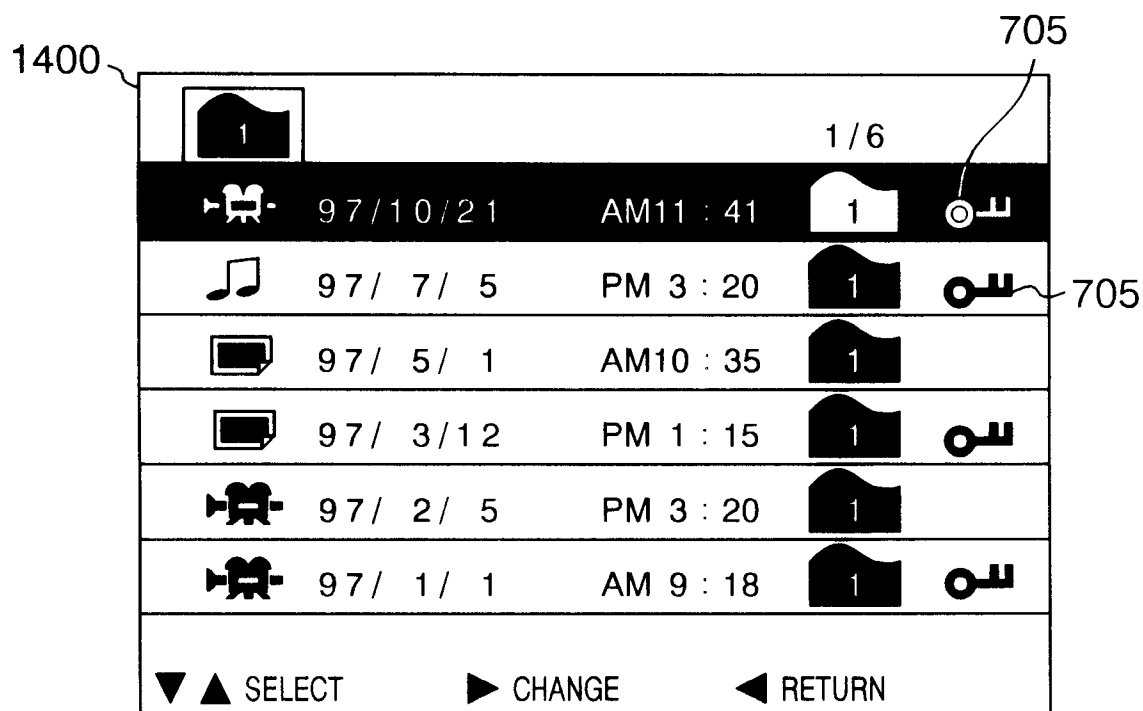 705
1400
1
1/6
97/10/21 AM11:41 1
97/ 7/ 5 PM 3:20 1
705
97/ 5/ 1 AM10:35 1
97/ 3/12 PM 1:15 1
97/ 2/ 5 PM 3:20 1
97/ 1/ 1 AM 9:18 1
▼ ▲ SELECT ▶ CHANGE ◀ RETURN